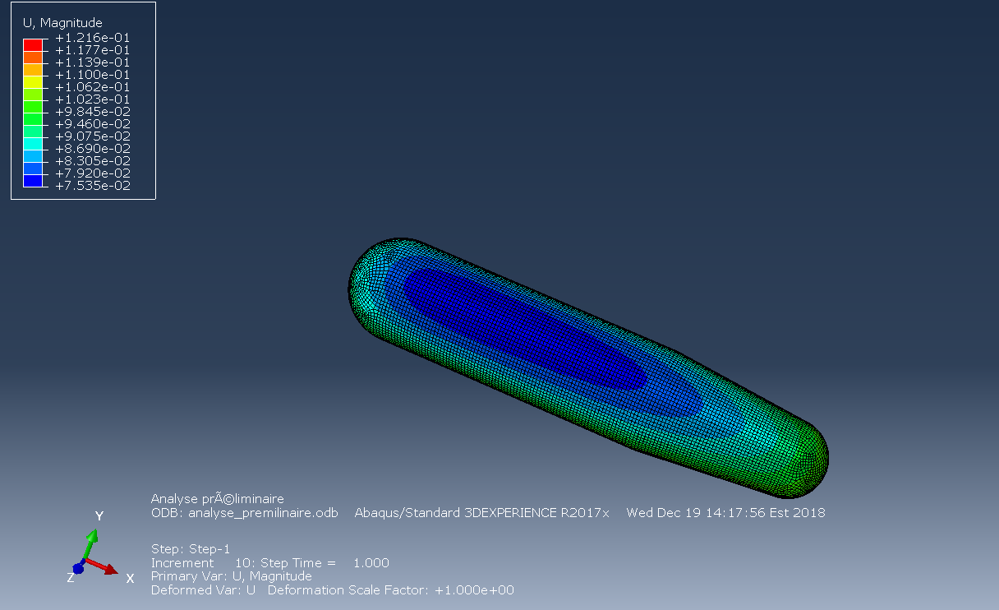 U, Magnitude
+1.216e-01
+1.177e-01
+1.139e-01
+1.100e-01
+1.062e-01
+1.023e-01
+9.845e-02
+9.460e-02
+9.075e-02
+8.690e-02
+8.305e-02
+7.920e-02
+7.535e-02
Analyse prÃ©liminaire
ODB: analyse_premilinaire.odb Abaqus/Standard 3DEXPERIENCE R2017x Wed Dec 19 14:17:56 Est 2018
Y
Z
X
Step: Step-1
Increment 10: Step Time = 1.000
Primary Var: U, Magnitude
Deformed Var: U Deformation Scale Factor: +1.000e+00